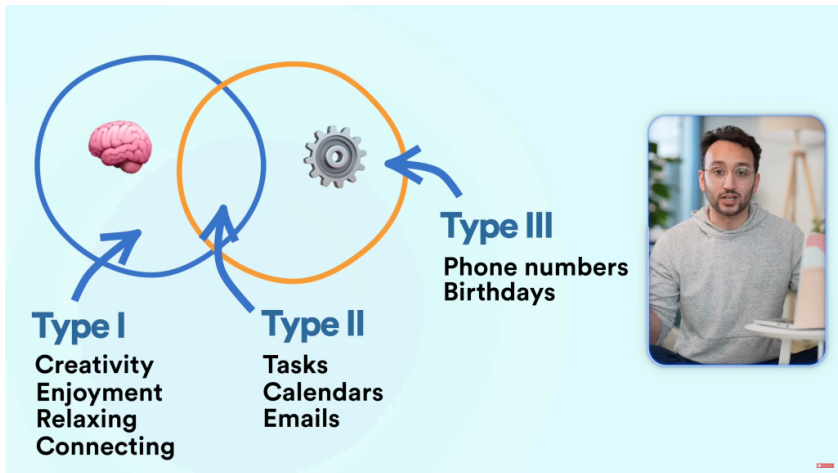 Type I
Creativity
Enjoyment
Relaxing
Connecting
Type II
Tasks
Calendars
Emails
Type III
Phone numbers
Birthdays